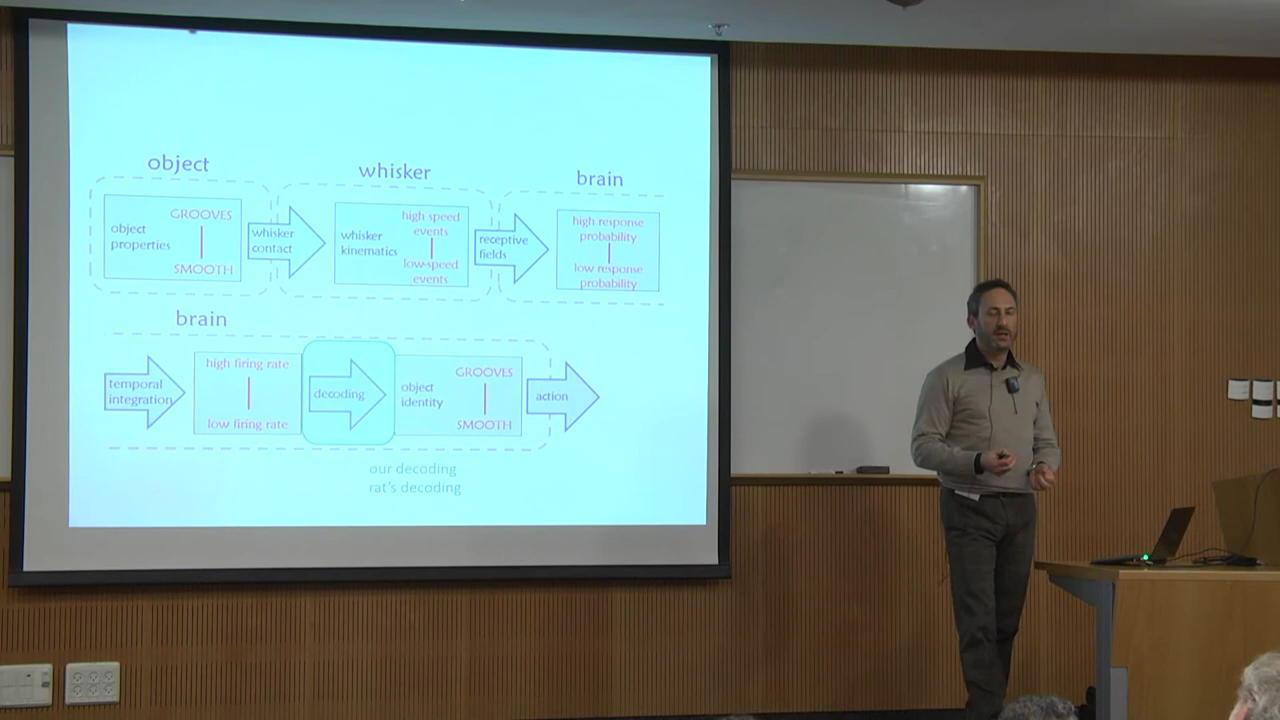 object
whisker
brain
GROOVES
object
properties
SMOOTH
whisker
contact
whisker
kinematics
high speed
events
low-speed
events
receptive
fields
high response
probability
low response
probability
brain
temporal
integration
high firing rate
low firing rate
decoding
object
identity
GROOVES
SMOOTH
action
our decoding
rat's decoding